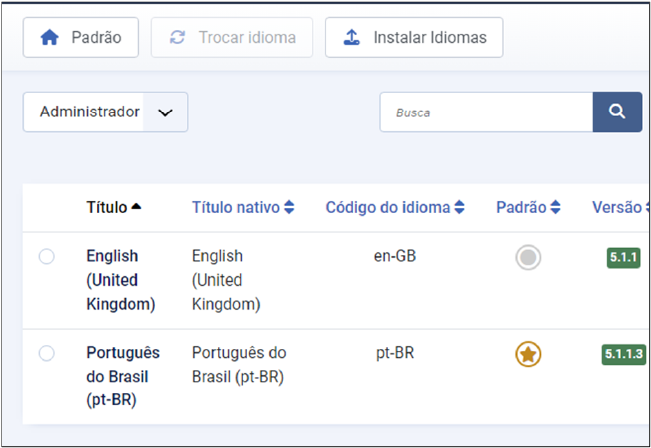 Padrão Trocar idioma Instalar Idiomas
Administrador Busca
Título Título nativo Código do idioma Padrão Versão
English English en-GB 5.1.1
(United (United
Kingdom) Kingdom)
Português Português do pt-BR 5.1.1.3
do Brasil Brasil (pt-BR)
(pt-BR)